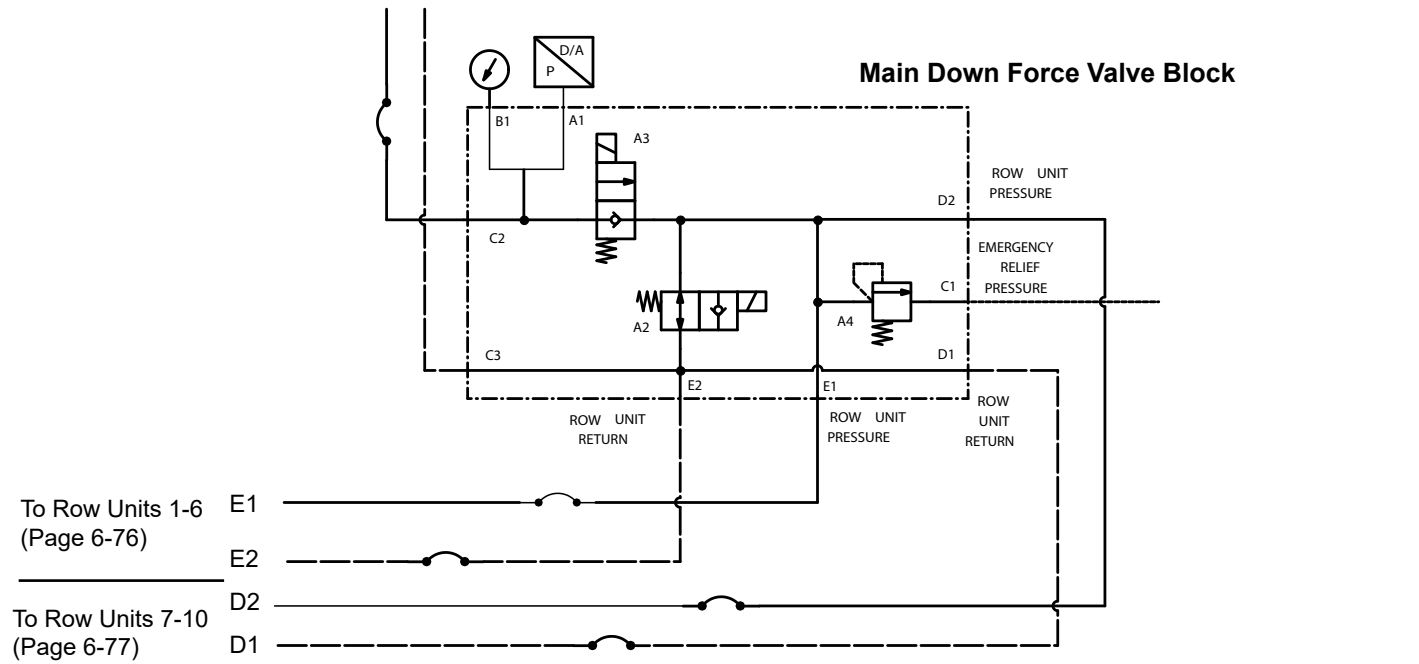 D/A
P
Main Down Force Valve Block
B1
A1
A3
ROW UNIT
PRESSURE
D2
C2
EMERGENCY
RELIEF
PRESSURE
C1
A2
A4
C3
D1
E2
E1
ROW UNIT
RETURN
ROW UNIT
PRESSURE
ROW
UNIT
RETURN
To Row Units 1-6
(Page 6-76)
E1
E2
To Row Units 7-10
(Page 6-77)
D2
D1